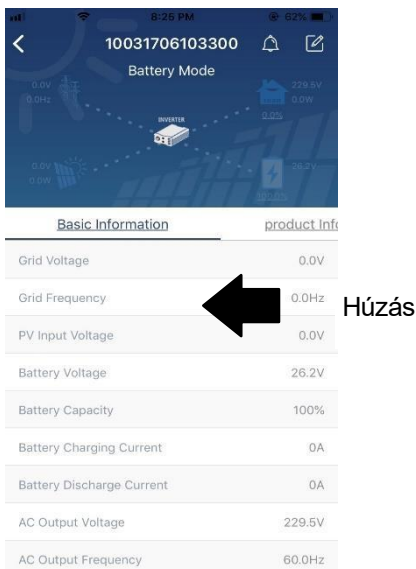 8:26 PM 62%
10031706103300
Battery Mode
0.0V
0.0Hz
229.5V
0.0W
0.0%
INVERTER
0.0V
0.0W
26.2V
100.0%
Basic Information product Info
Grid Voltage 0.0V
Grid Frequency 0.0Hz
Húzás
PV Input Voltage 0.0V
Battery Voltage 26.2V
Battery Capacity 100%
Battery Charging Current 0A
Battery Discharge Current 0A
AC Output Voltage 229.5V
AC Output Frequency 60.0Hz